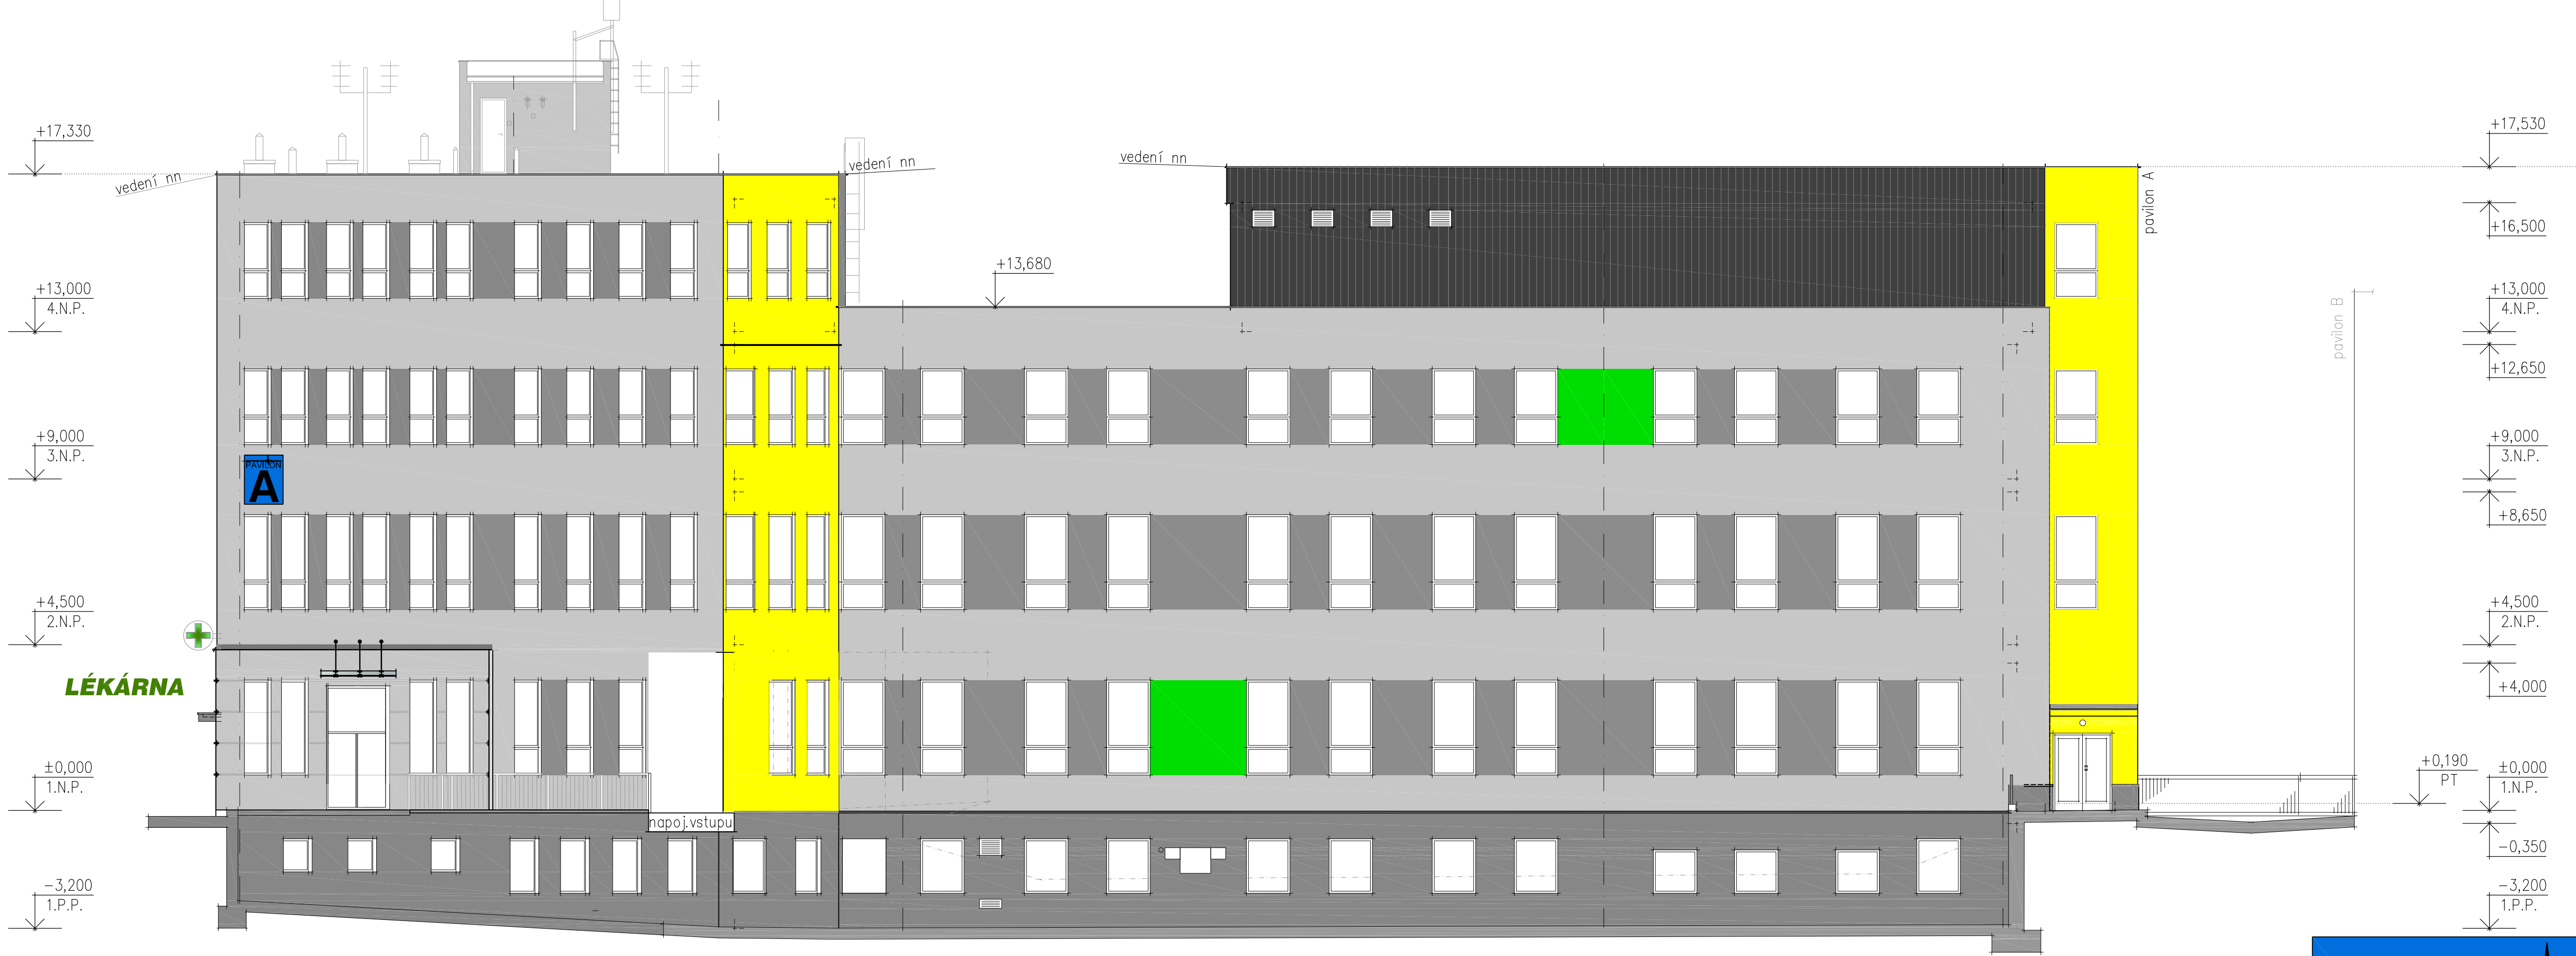 +17,330
vedení nn
vedení nn
vedení nn
+17,530
pavilon A
+16,500
+13,680
+13,000
4.N.P.
+13,000
4.N.P.
pavilon B
+12,650
+9,000
3.N.P.
+9,000
3.N.P.
PAVILON
A
+8,650
+4,500
2.N.P.
+4,500
2.N.P.
LÉKÁRNA
+4,000
±0,000
1.N.P.
+0,190
PT
±0,000
1.N.P.
napoj.vstupu
-0,350
-3,200
1.P.P.
-3,200
1.P.P.